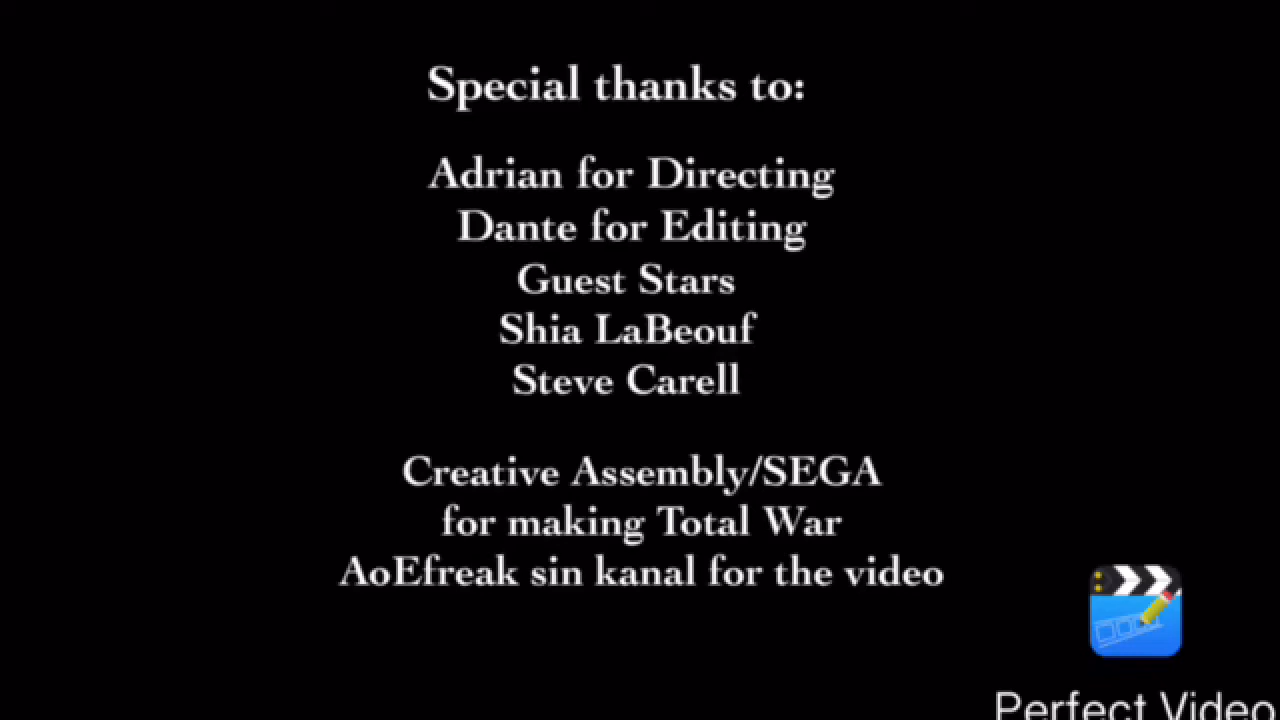 Special thanks to:
Adrian for Directing
Dante for Editing
Guest Stars
Shia LaBeouf
Steve Carell
Creative Assembly/SEGA
for making Total War
AoEfreak sin kanal for the video
Perfect Video